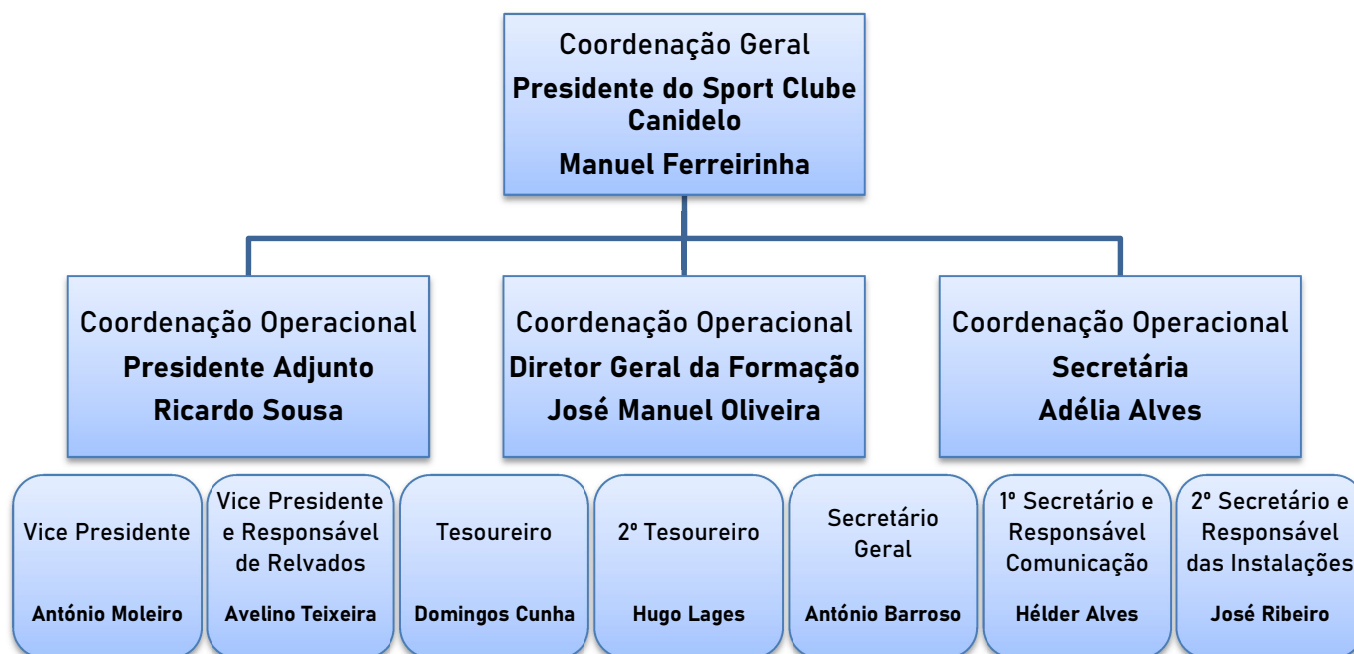 Coordenação Geral
Presidente do Sport Clube
Canidelo
Manuel Ferreirinha
Coordenação Operacional
Presidente Adjunto
Ricardo Sousa
Coordenação Operacional
Diretor Geral da Formação
José Manuel Oliveira
Coordenação Operacional
Secretária
Adélia Alves
Vice Presidente
António Moleiro
Vice Presidente
e Responsável
de Relvados
Avelino Teixeira
Tesoureiro
Domingos Cunha
2º Tesoureiro
Hugo Lages
Secretário
Geral
António Barroso
1º Secretário e
Responsável
Comunicação
Hélder Alves
2º Secretário e
Responsável
das Instalações
José Ribeiro